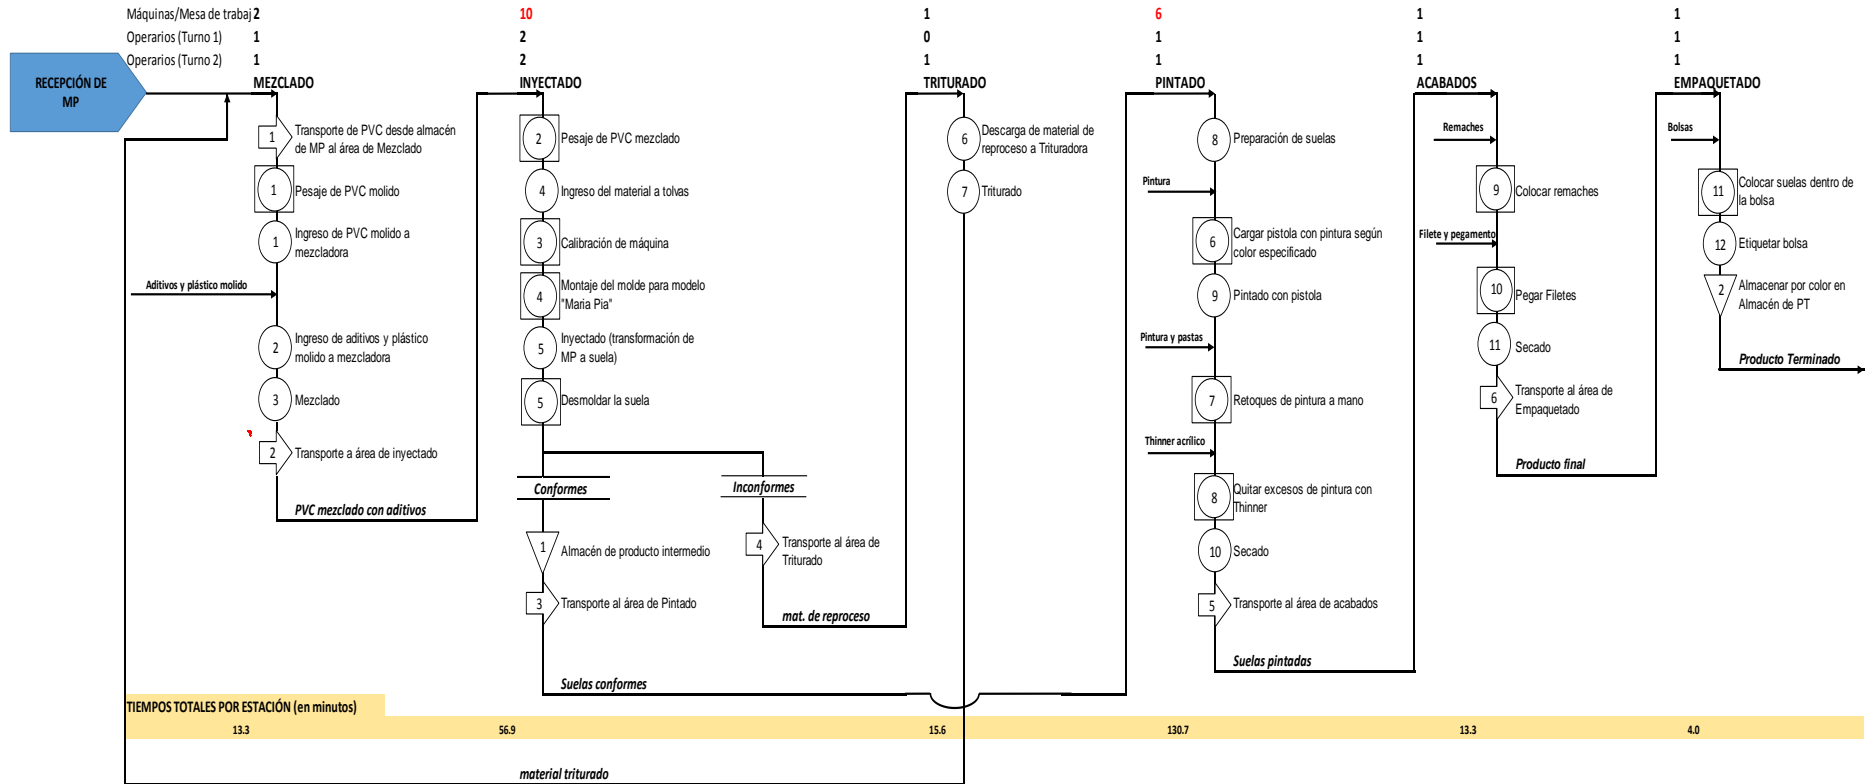 Máquinas/Mesa de trabaj 2 10 1 6 1 1
Operarios (Turno 1) 1 2 0 1 1 1
Operarios (Turno 2) 1 2 1 1 1 1
RECEPCIÓN DE
MP
MEZCLADO
1 Transporte de PVC desde almacén
de MP al área de Mezclado
1 Pesaje de PVC molido
1 Ingreso de PVC molido a
mezcladora
Aditivos y plástico molido
2 Ingreso de aditivos y plástico
molido a mezcladora
3 Mezclado
2 Transporte a área de inyectado
PVC mezclado con aditivos
INYECTADO
2 Pesaje de PVC mezclado
4 Ingreso del material a tolvas
3 Calibración de máquina
4 Montaje del molde para modelo
"Maria Pia"
5 Inyectado (transformación de
MP a suela)
5 Desmoldar la suela
Conformes
Inconformes
1 Almacén de producto intermedio
3 Transporte al área de Pintado
4 Transporte al área de
Triturado
mat. de reproceso
Suelas conformes
TRITURADO
6 Descarga de material de
reproceso a Trituradora
7 Triturado
PINTADO
8 Preparación de suelas
Pintura
6 Cargar pistola con pintura según
color especificado
9 Pintado con pistola
Pintura y pastas
7 Retoques de pintura a mano
Thinner acrílico
8 Quitar excesos de pintura con
Thinner
10 Secado
5 Transporte al área de acabados
Suelas pintadas
ACABADOS
Remaches
9 Colocar remaches
Filete y pegamento
10 Pegar Filetes
11 Secado
6 Transporte al área de
Empaquetado
Producto final
EMPAQUETADO
Bolsas
11 Colocar suelas dentro de
la bolsa
12 Etiquetar bolsa
2 Almacenar por color en
Almacén de PT
Producto Terminado
TIEMPOS TOTALES POR ESTACIÓN (en minutos)
13.3 56.9 15.6 130.7 13.3 4.0
material triturado